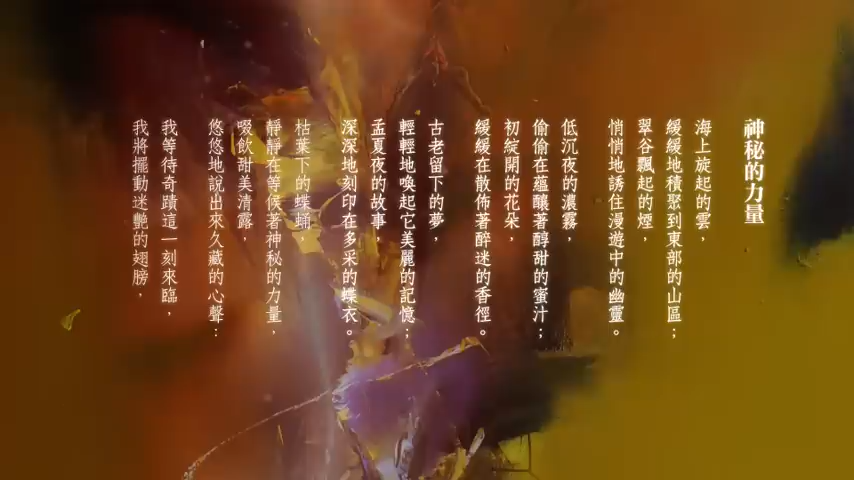 神秘的力量
海上旋起的雲，
緩緩地積聚到東部的山區；
翠谷飄起的煙，
悄悄地誘住漫遊中的幽靈。
低沉夜的濃霧，
偷偷在蘊釀著醇甜的蜜汁；
初綻開的花朵，
緩緩在散佈著醉迷的香徑。
古老留下的夢，
輕輕地喚起它美麗的記憶；
孟夏夜的故事，
深深地刻印在多采的蝶衣。
枯葉下的蝶蛹，
靜靜在等候著神秘的力量，
啜飲甜美清露，
悠悠地說出來久藏的心聲：
我等待奇蹟這一刻來臨，
我將擺動迷艷的翅膀，